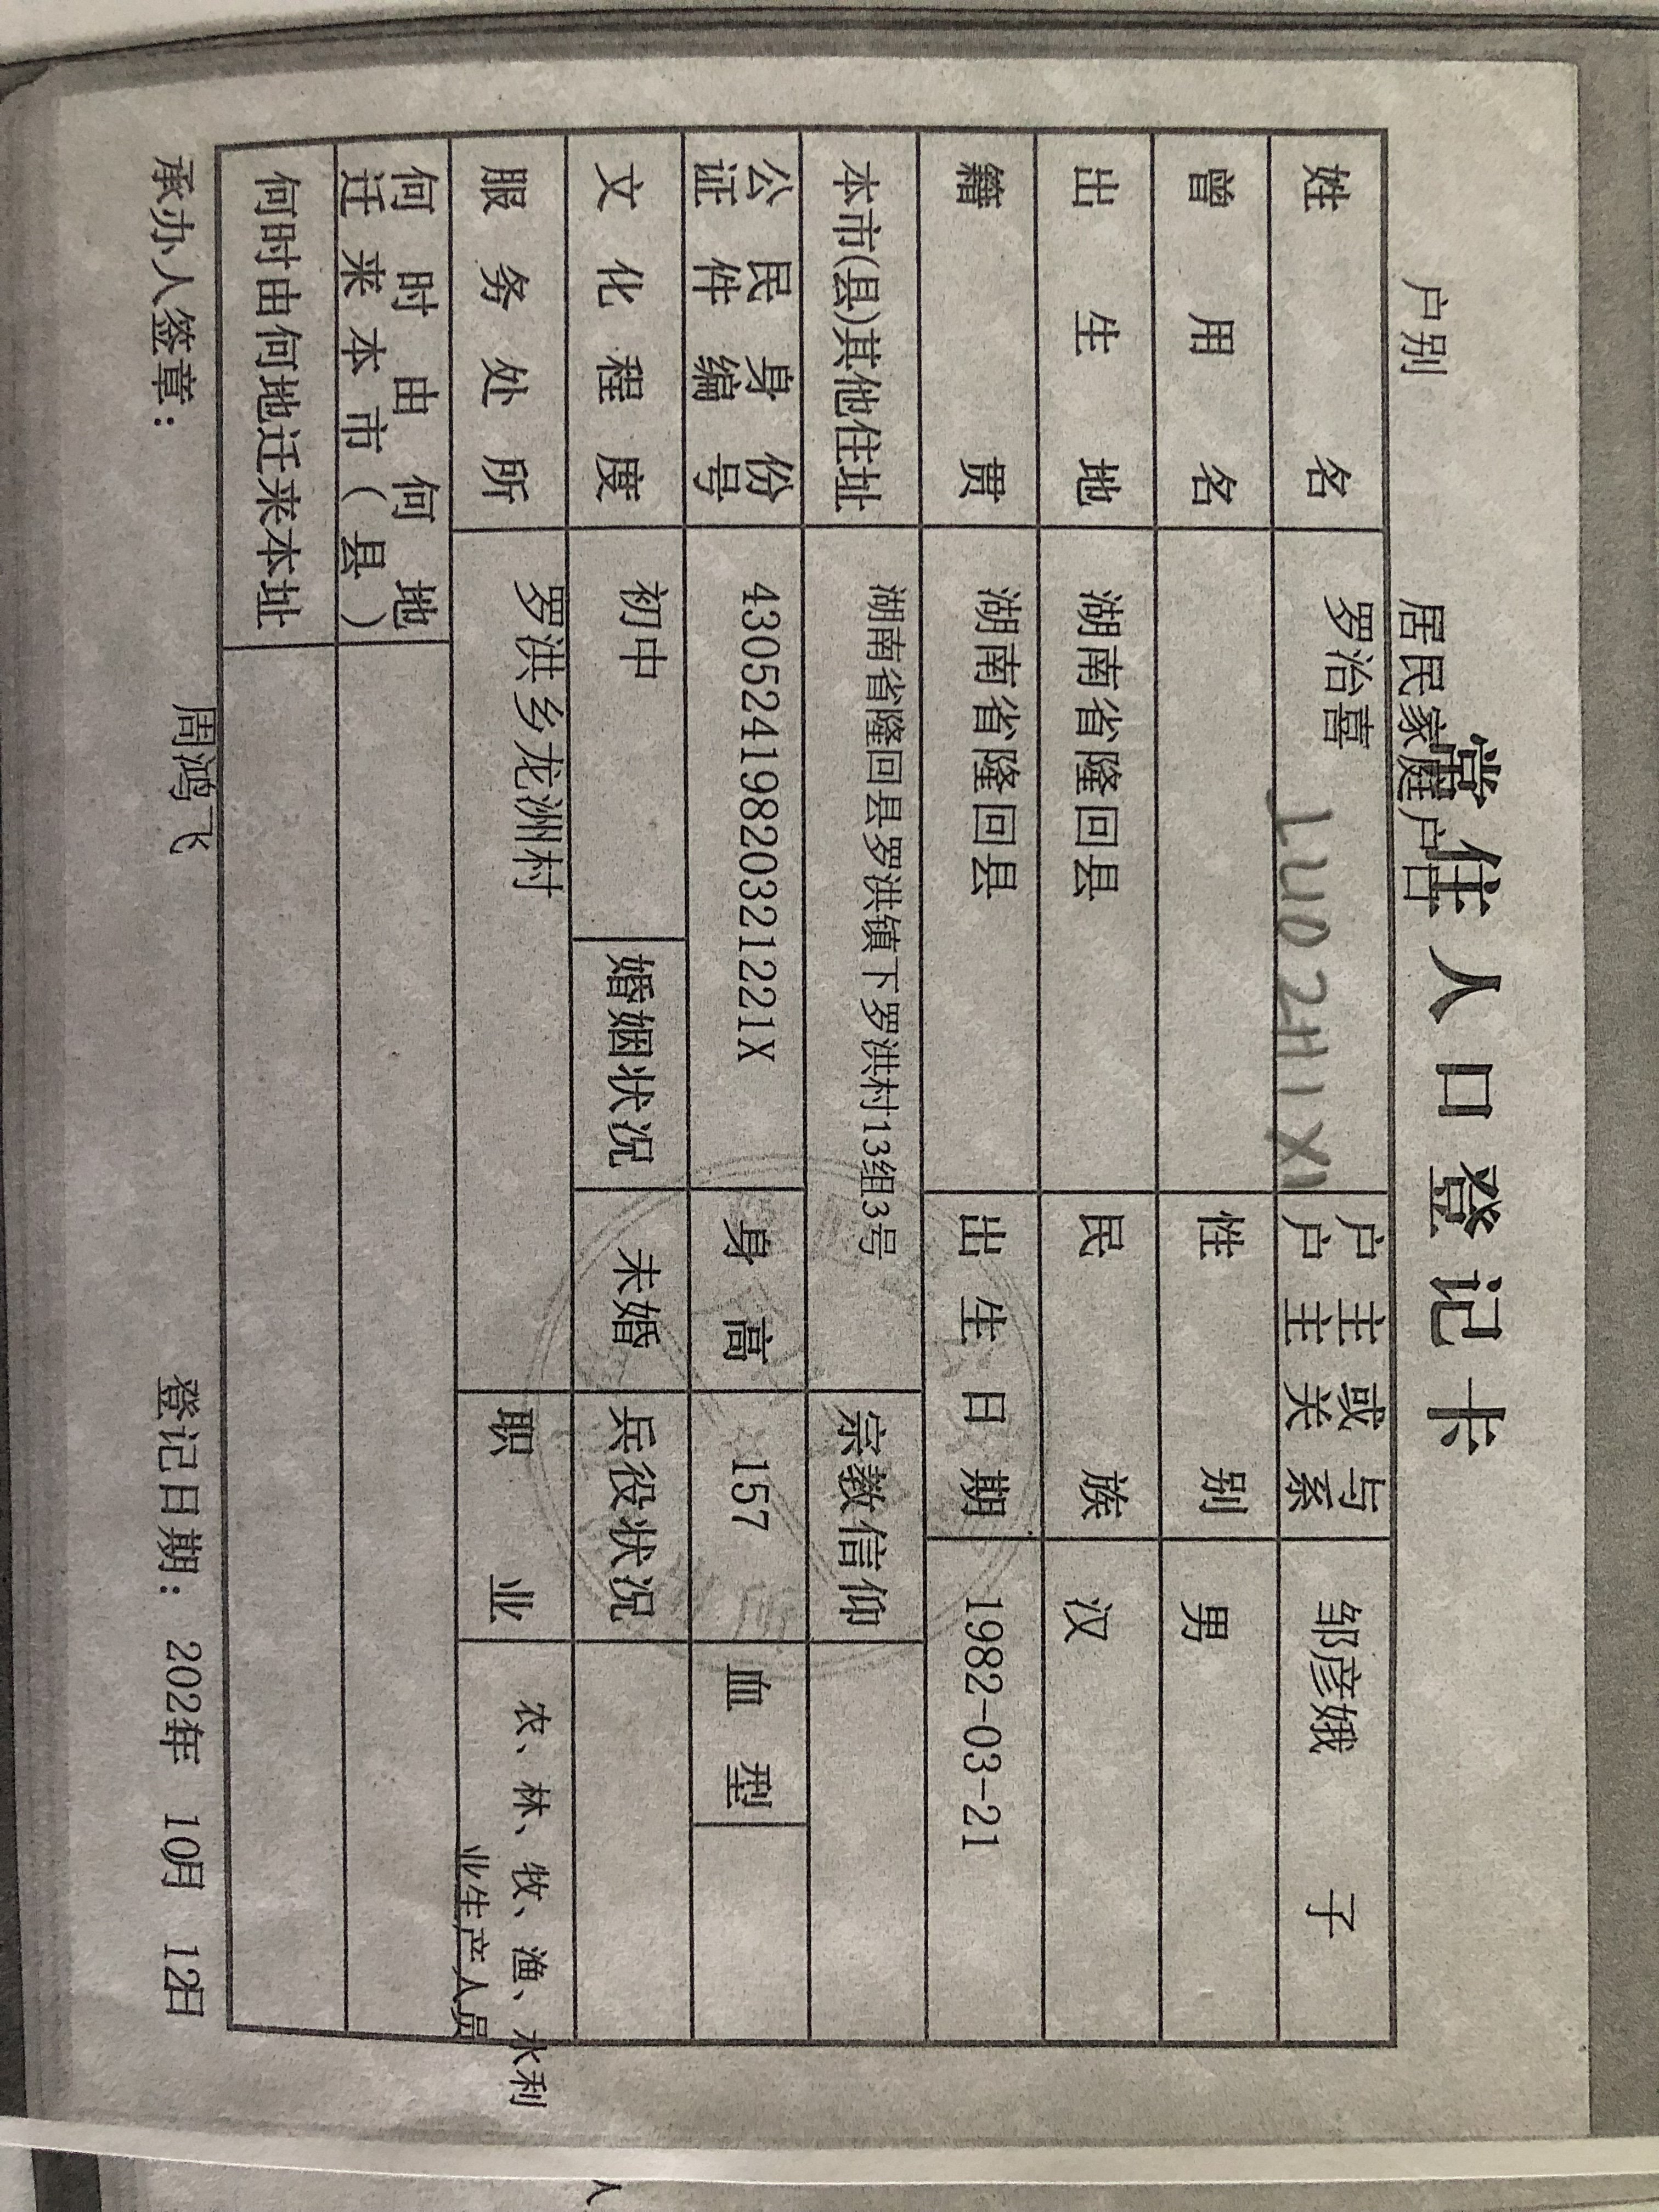 常住人口登记卡
户别 居民家庭户口
姓名 罗治喜 LUO ZHI XI 户主或与户主关系 邹彦娥 子
曾用名 性别 男
出生地 湖南省隆回县 民族 汉
籍贯 湖南省隆回县 出生日期 1982-03-21
本市(县)其他住址 湖南省隆回县罗洪镇下罗洪村13组3号 宗教信仰
公民身份证件编号 43052419820321221X 身高 157 血型
文化程度 初中 婚姻状况 未婚 兵役状况
服务处所 罗洪乡龙洲村 职业 农、林、牧、渔、水利
业生产人员
何时由何地迁来本市(县)
何时由何地迁来本址
承办人签章: 周鸿飞 登记日期: 202年 10月 12日
人